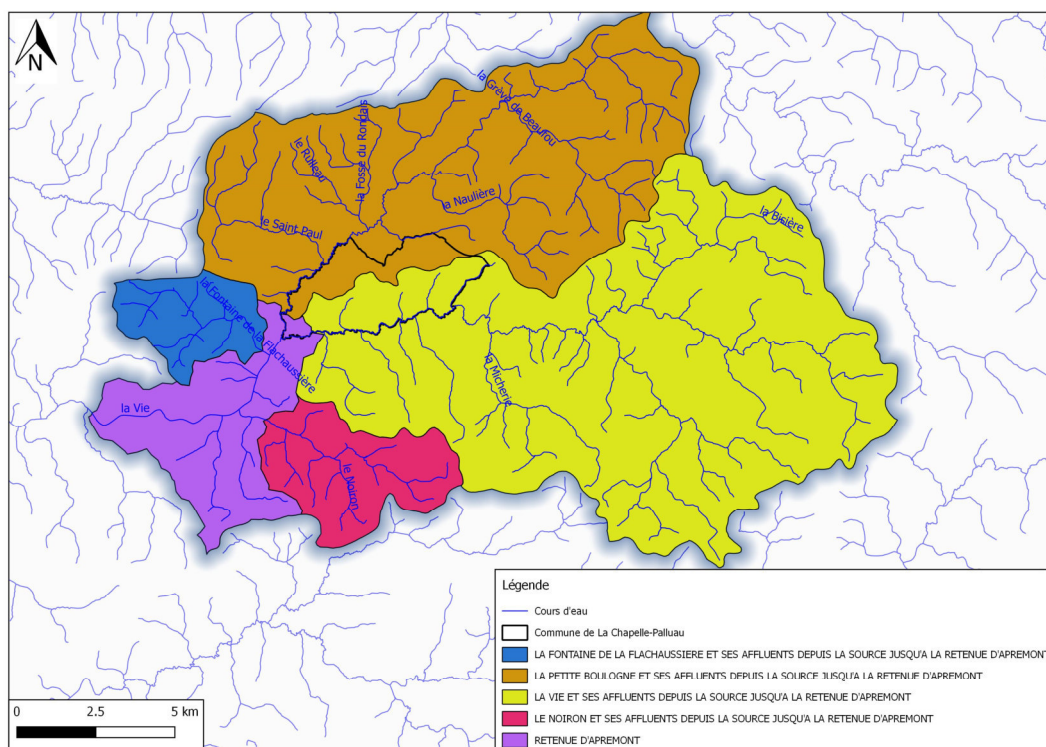 N
la Grève de Beaufou
la Fosse du Rondais
le Rulleau
la Naulière
la Bisière
le Saint Paul
la Fontaine de la Flachaussière
la Micherie
la Vie
le Noiron
Légende
Cours d'eau
Commune de La Chapelle-Palluau
LA FONTAINE DE LA FLACHAUSSIERE ET SES AFFLUENTS DEPUIS LA SOURCE JUSQU'A LA RETENUE D'APREMONT
LA PETITE BOULOGNE ET SES AFFLUENTS DEPUIS LA SOURCE JUSQU'A LA RETENUE D'APREMONT
LA VIE ET SES AFFLUENTS DEPUIS LA SOURCE JUSQU'A LA RETENUE D'APREMONT
LE NOIRON ET SES AFFLUENTS DEPUIS LA SOURCE JUSQU'A LA RETENUE D'APREMONT
RETENUE D'APREMONT
0 2.5 5 km